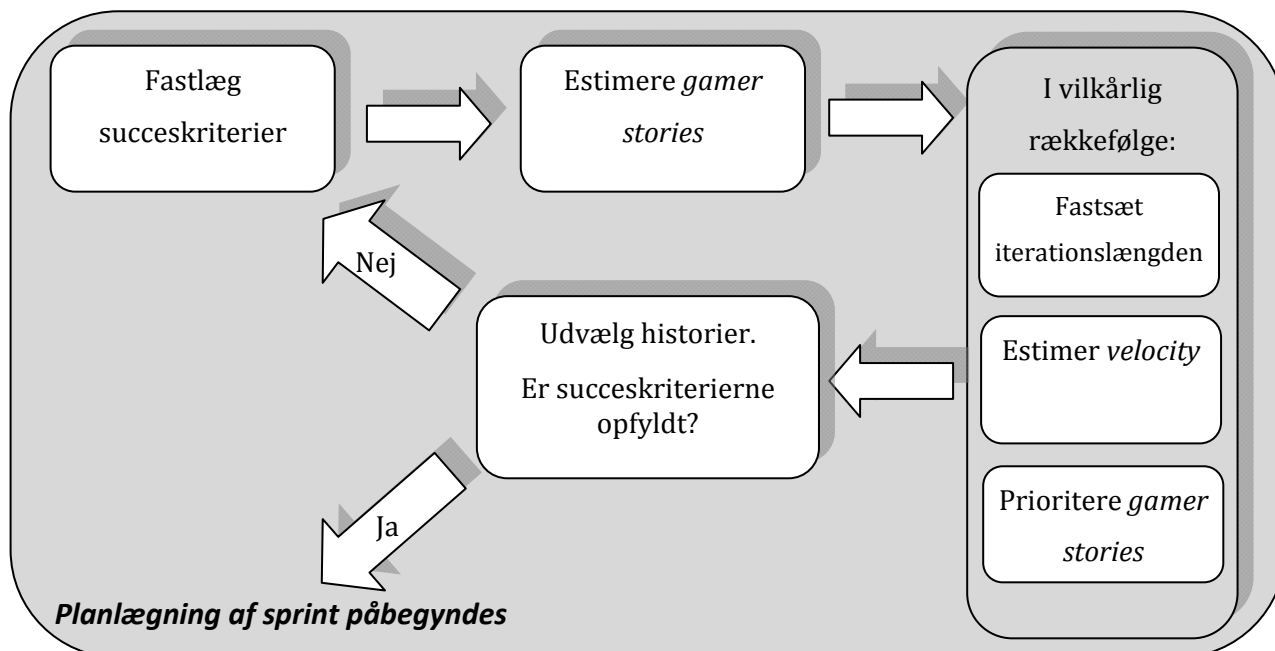 Fastlæg
succeskriterier
Estimere gamer
stories
I vilkårlig
rækkefølge:
Fastsæt
iterationslængden
Estimer velocity
Prioritere gamer
stories
Udvælg historier.
Er succeskriterierne
opfyldt?
Nej
Ja
Planlægning af sprint påbegyndes